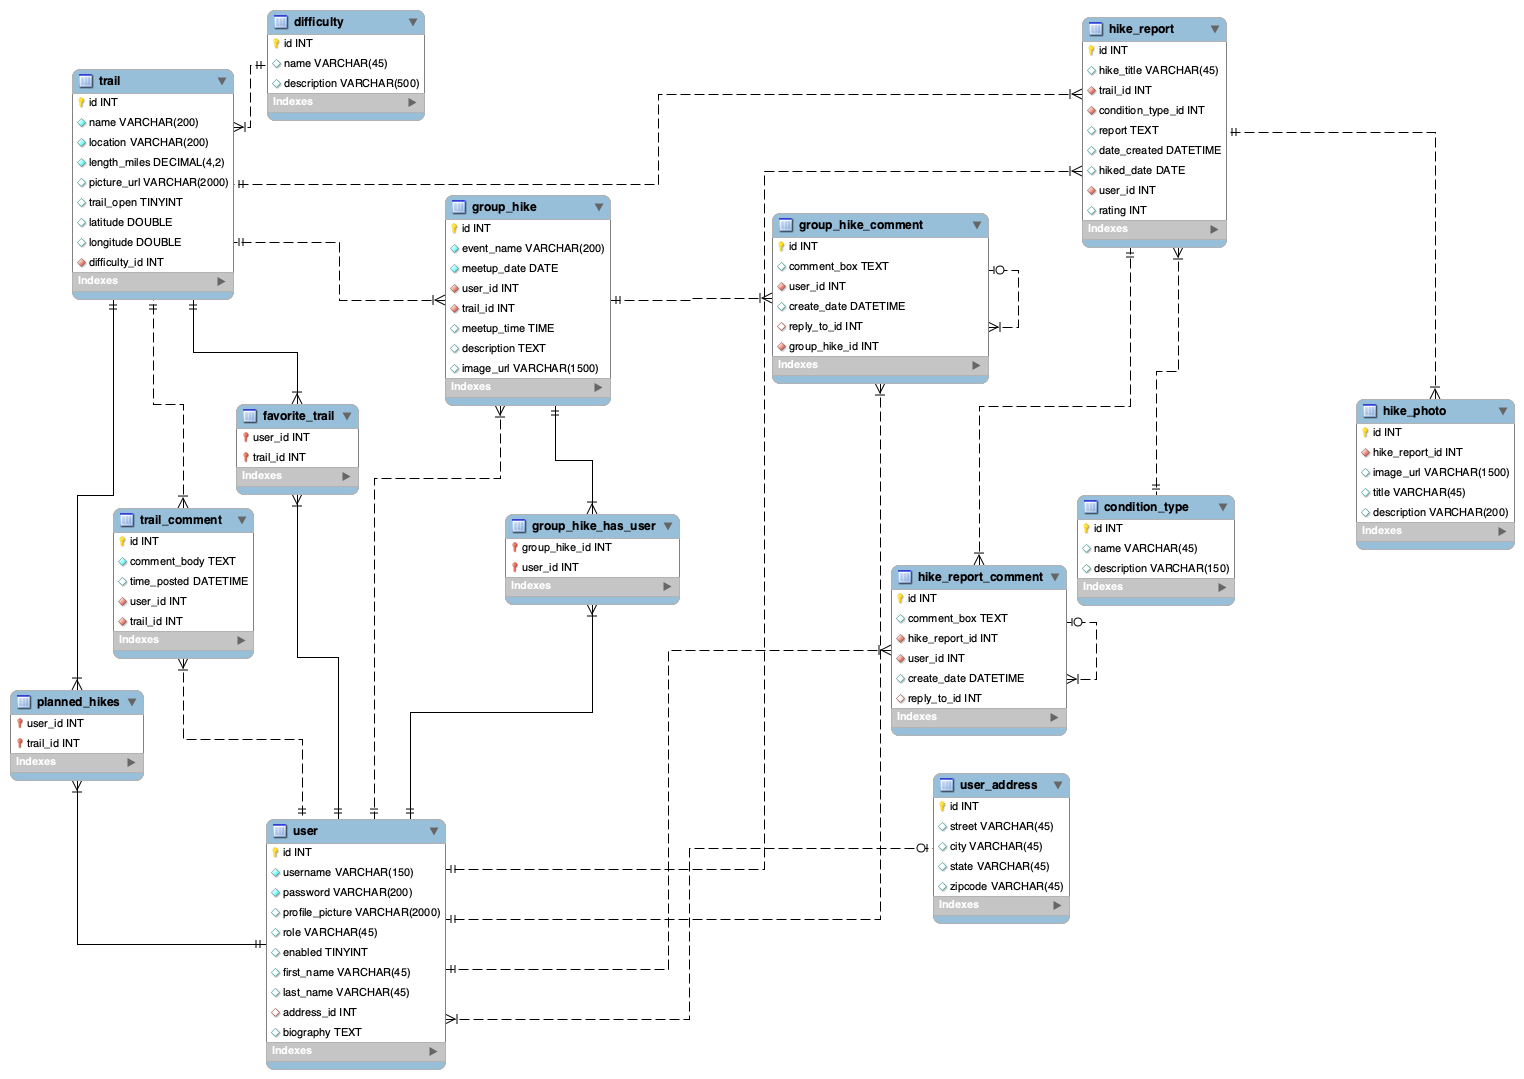 difficulty
id INT
name VARCHAR(45)
description VARCHAR(500)
Indexes
hike_report
id INT
hike_title VARCHAR(45)
trail_id INT
condition_type_id INT
report TEXT
date_created DATETIME
hiked_date DATE
user_id INT
rating INT
Indexes
trail
id INT
name VARCHAR(200)
location VARCHAR(200)
length_miles DECIMAL(4,2)
picture_url VARCHAR(2000)
trail_open TINYINT
latitude DOUBLE
longitude DOUBLE
difficulty_id INT
Indexes
group_hike
id INT
event_name VARCHAR(200)
meetup_date DATE
user_id INT
trail_id INT
meetup_time TIME
description TEXT
image_url VARCHAR(1500)
Indexes
group_hike_comment
id INT
comment_box TEXT
user_id INT
create_date DATETIME
reply_to_id INT
group_hike_id INT
Indexes
favorite_trail
user_id INT
trail_id INT
Indexes
hike_photo
id INT
hike_report_id INT
image_url VARCHAR(1500)
title VARCHAR(45)
description VARCHAR(200)
Indexes
trail_comment
id INT
comment_body TEXT
time_posted DATETIME
user_id INT
trail_id INT
Indexes
group_hike_has_user
group_hike_id INT
user_id INT
Indexes
condition_type
id INT
name VARCHAR(45)
description VARCHAR(150)
Indexes
hike_report_comment
id INT
comment_box TEXT
hike_report_id INT
user_id INT
create_date DATETIME
reply_to_id INT
Indexes
planned_hikes
user_id INT
trail_id INT
Indexes
user_address
id INT
street VARCHAR(45)
city VARCHAR(45)
state VARCHAR(45)
zipcode VARCHAR(45)
Indexes
user
id INT
username VARCHAR(150)
password VARCHAR(200)
profile_picture VARCHAR(2000)
role VARCHAR(45)
enabled TINYINT
first_name VARCHAR(45)
last_name VARCHAR(45)
address_id INT
biography TEXT
Indexes